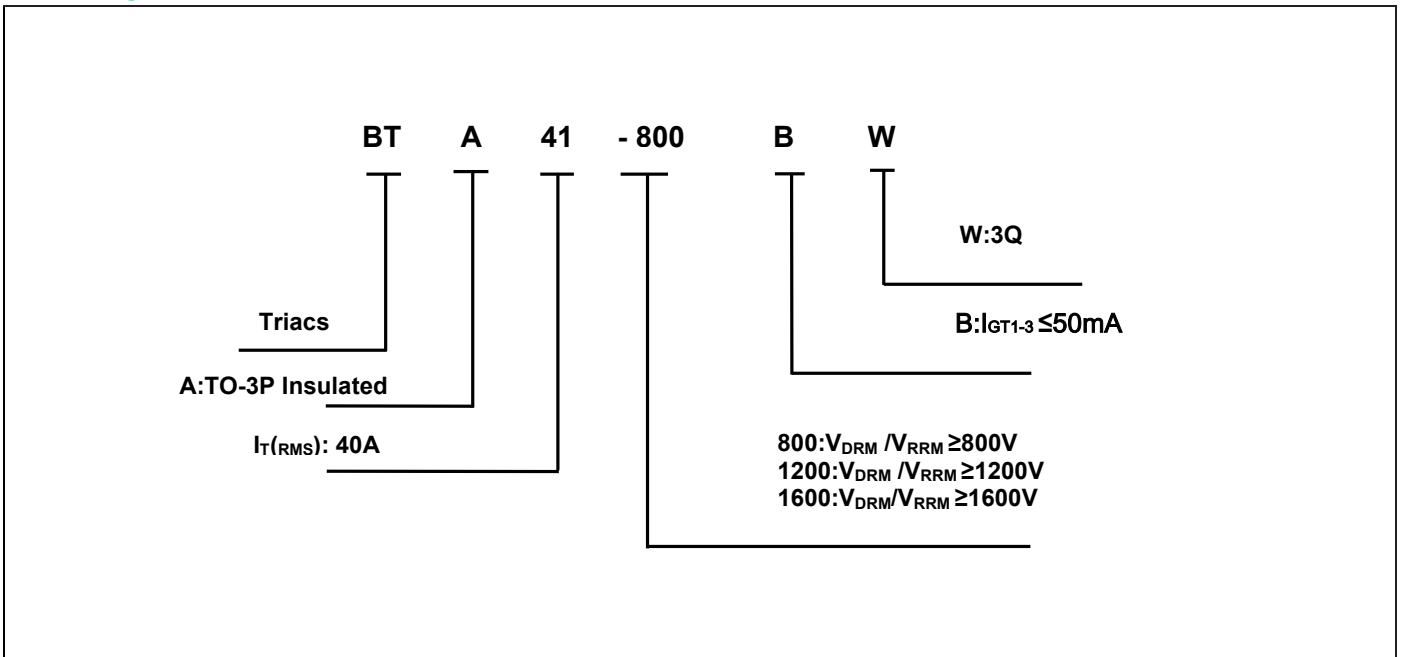 BT A 41 - 800 B W
W:3Q
Triacs
B:IGT1-3 ≤50mA
A:TO-3P Insulated
IT(RMS): 40A
800:VDRM /VRRM ≥800V
1200:VDRM /VRRM ≥1200V
1600:VDRM/VRRM ≥1600V